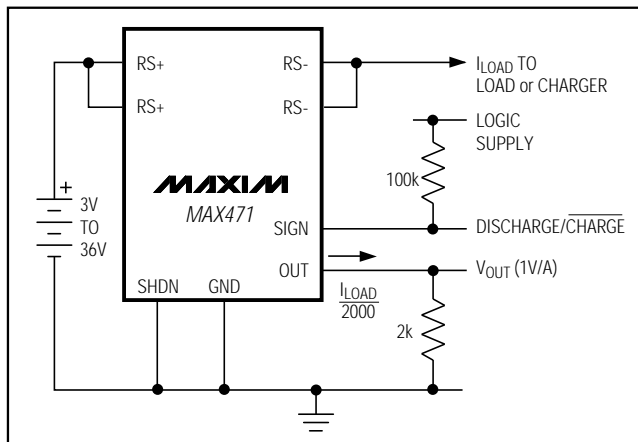 RS+
RS-
I_LOAD TO
LOAD or CHARGER
RS+
RS-
LOGIC
SUPPLY
100k
+
3V
TO
36V
MAXIM
MAX471
SIGN
DISCHARGE/C̅H̅A̅R̅G̅E̅
OUT
V_OUT (1V/A)
SHDN
GND
I_LOAD
2000
2k